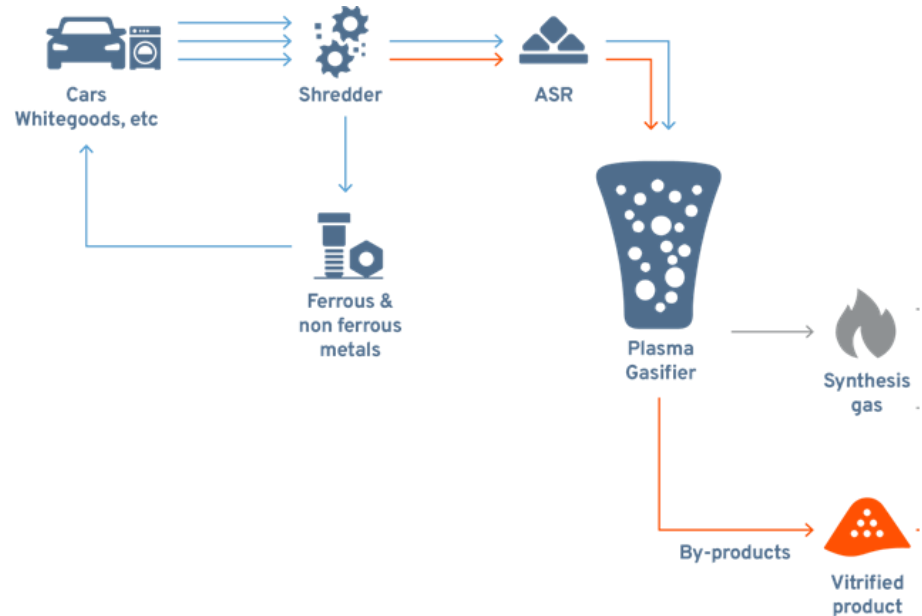 Cars
Whitegoods, etc
Shredder
ASR
Ferrous &
non ferrous
metals
Plasma
Gasifier
Synthesis
gas
By-products
Vitrified
product